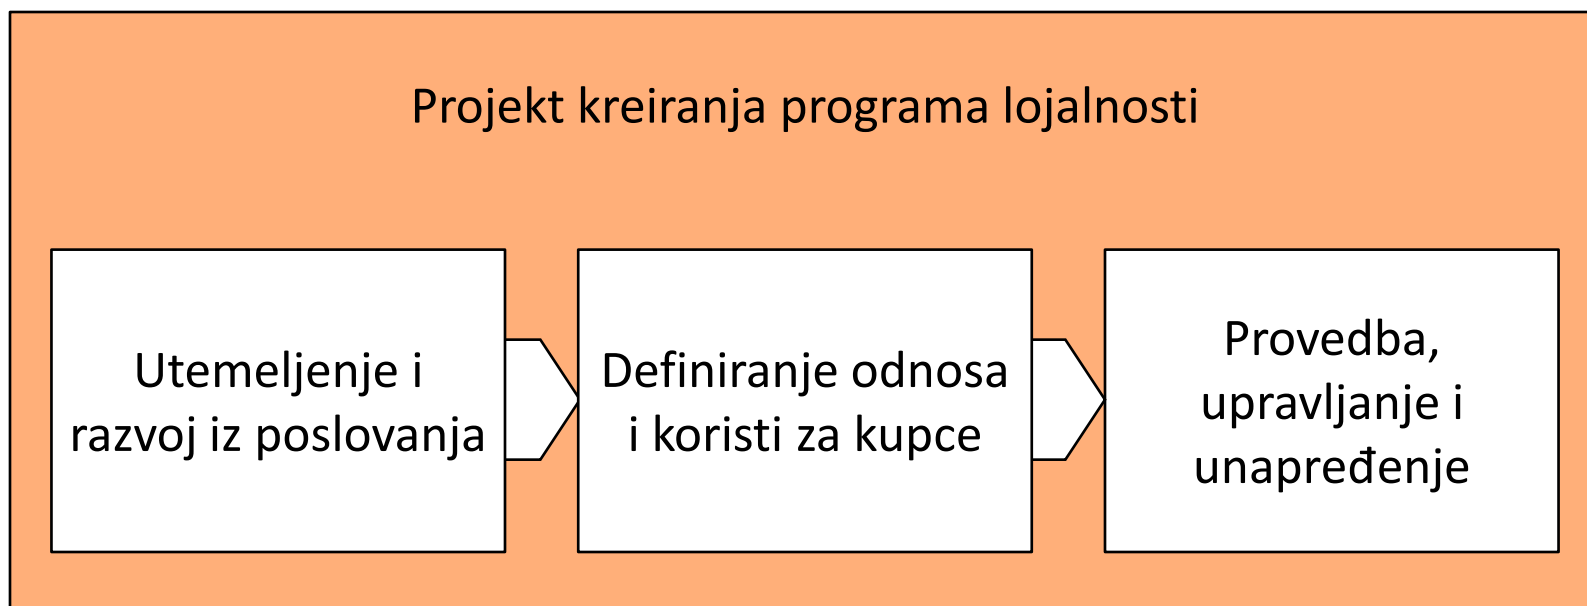 Projekt kreiranja programa lojalnosti
Utemeljenje i
razvoj iz poslovanja
Definiranje odnosa
i koristi za kupce
Provedba,
upravljanje i
unapređenje